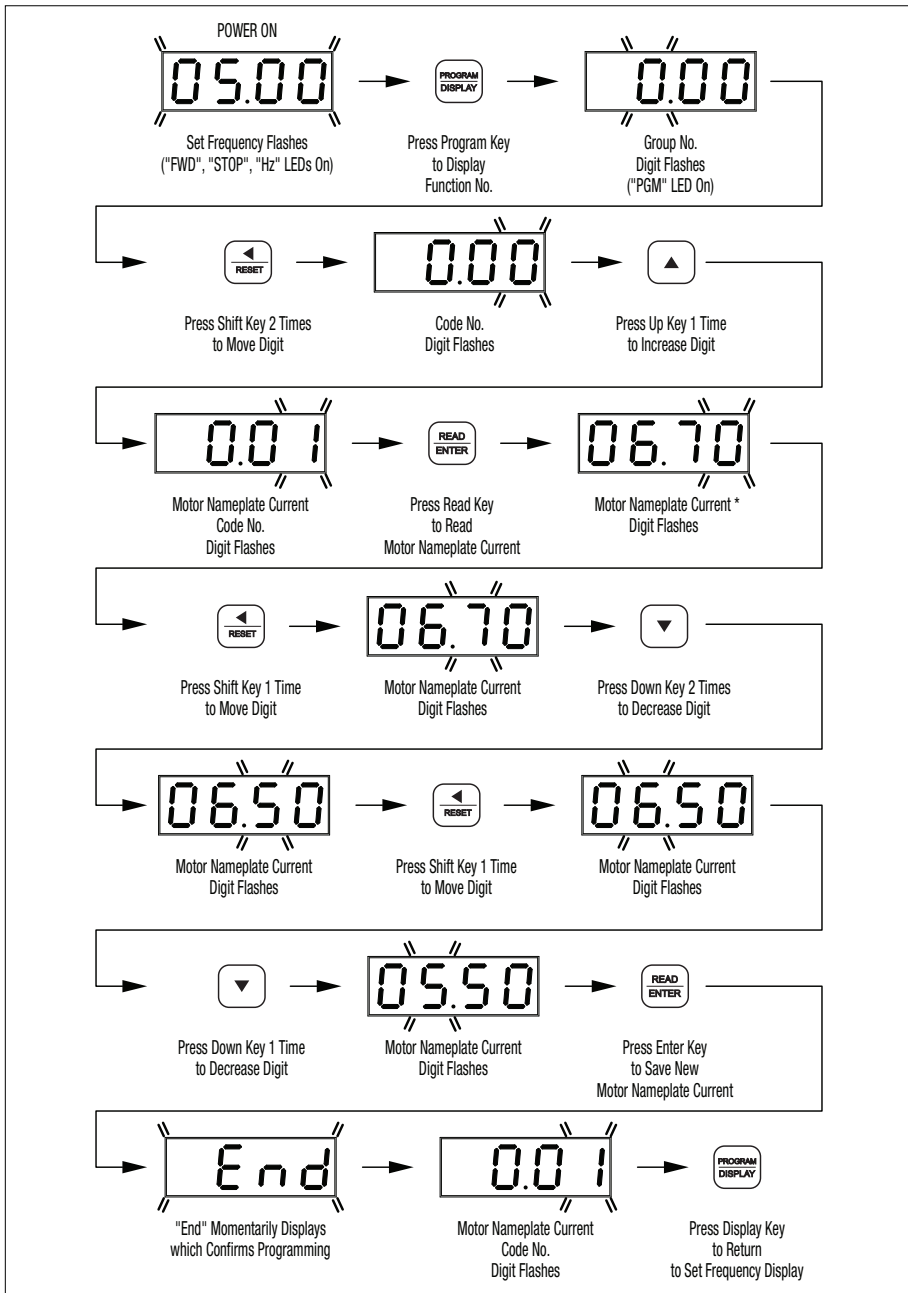 POWER ON
05.00
PROGRAM
DISPLAY
0.00
Set Frequency Flashes
("FWD", "STOP", "Hz" LEDs On)
Press Program Key
to Display
Function No.
Group No.
Digit Flashes
("PGM" LED On)
RESET
0.00
Press Shift Key 2 Times
to Move Digit
Code No.
Digit Flashes
Press Up Key 1 Time
to Increase Digit
0.01
READ
ENTER
06.70
Motor Nameplate Current
Code No.
Digit Flashes
Press Read Key
to Read
Motor Nameplate Current
Motor Nameplate Current *
Digit Flashes
RESET
06.70
Press Shift Key 1 Time
to Move Digit
Motor Nameplate Current
Digit Flashes
Press Down Key 2 Times
to Decrease Digit
06.50
RESET
06.50
Motor Nameplate Current
Digit Flashes
Press Shift Key 1 Time
to Move Digit
Motor Nameplate Current
Digit Flashes
05.50
READ
ENTER
Press Down Key 1 Time
to Decrease Digit
Motor Nameplate Current
Digit Flashes
Press Enter Key
to Save New
Motor Nameplate Current
End
0.01
PROGRAM
DISPLAY
"End" Momentarily Displays
which Confirms Programming
Motor Nameplate Current
Code No.
Digit Flashes
Press Display Key
to Return
to Set Frequency Display